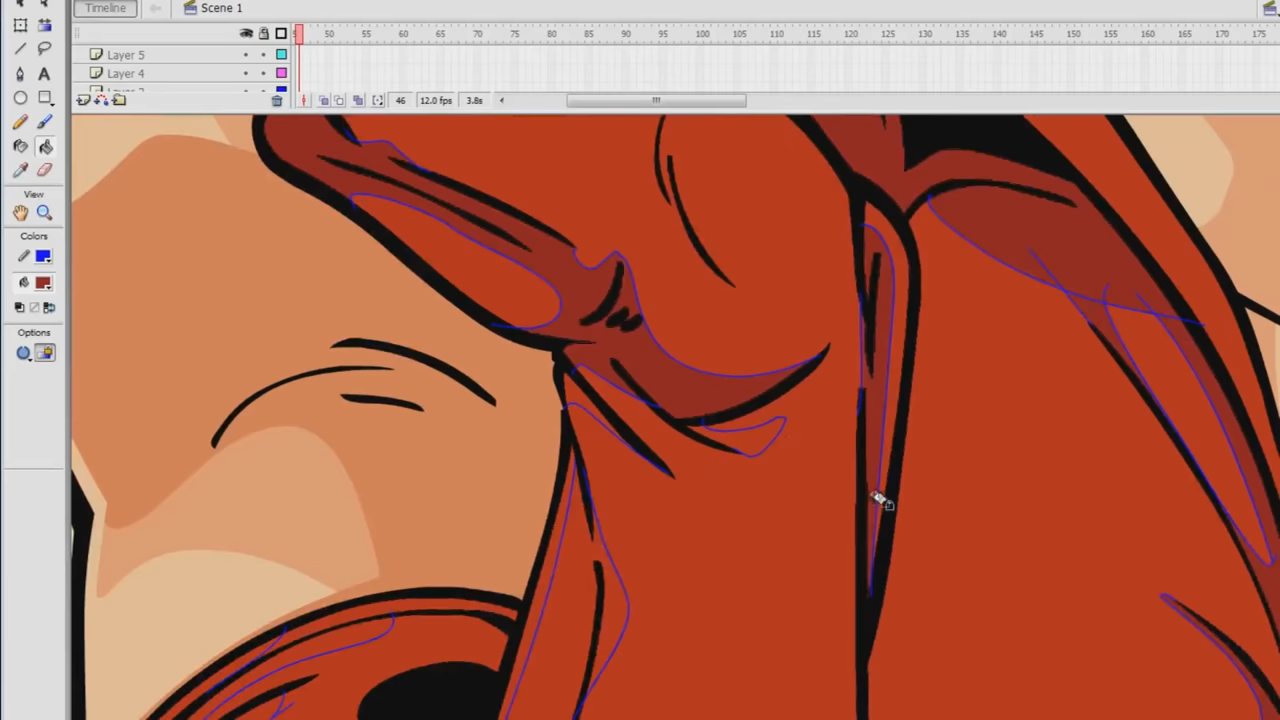 Timeline
Scene 1
50 55 60 65 70 75 80 85 90 95 100 105 110 115 120 125 130 135 140 145 150 155 160 165 170 175
Layer 5
Layer 4
46 12.0 fps 3.8s
View
Colors
Options